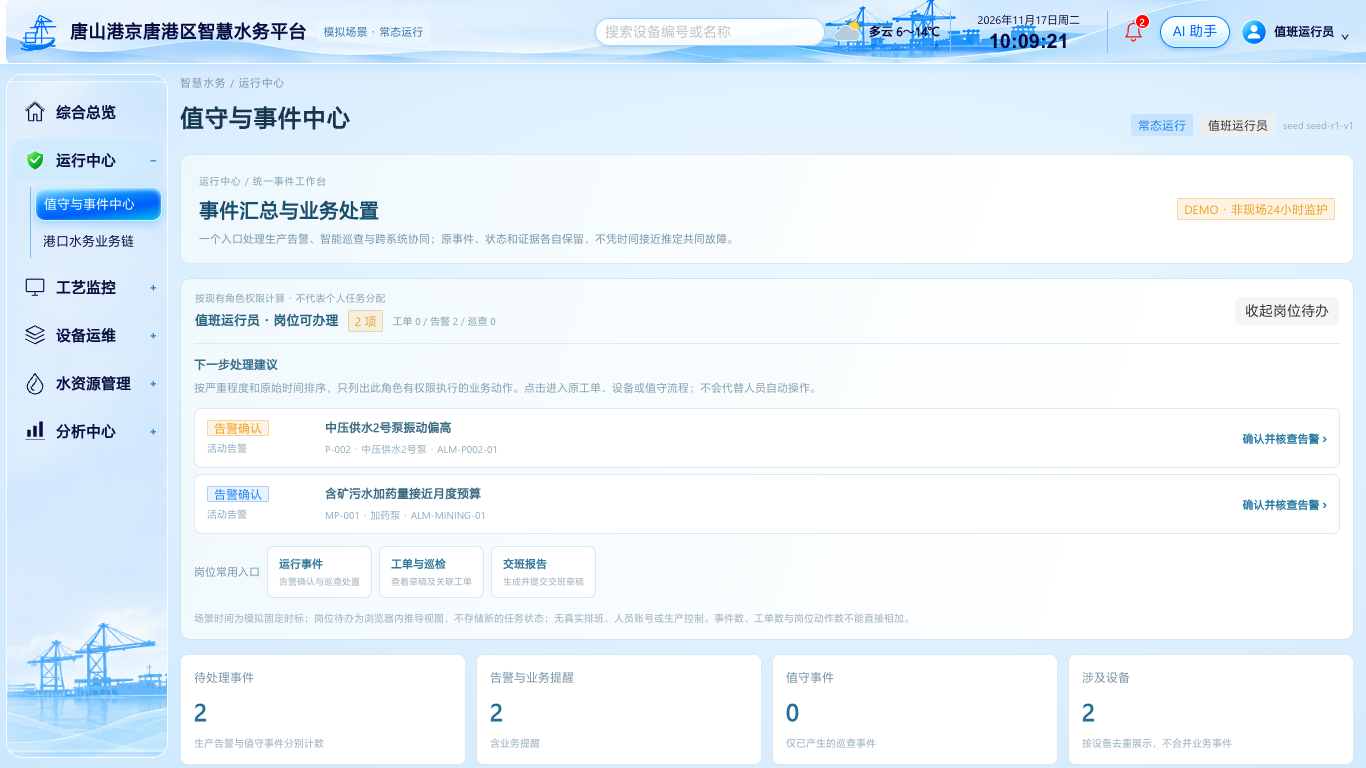 唐山港京唐港区智慧水务平台
模拟场景 · 常态运行
搜索设备编号或名称
多云 6~14℃
2026年11月17日周二
10:09:21
2
AI 助手
值班运行员
综合总览
运行中心 −
值守与事件中心
港口水务业务链
工艺监控 +
设备运维 +
水资源管理 +
分析中心 +
智慧水务 / 运行中心
值守与事件中心
常态运行
值班运行员
seed seed-r1-v1
运行中心 / 统一事件工作台
事件汇总与业务处置
一个入口处理生产告警、智能巡查与跨系统协同；原事件、状态和证据各自保留，不凭时间接近推定共同故障。
DEMO · 非现场24小时监护
按现有角色权限计算 · 不代表个人任务分配
值班运行员 · 岗位可办理
2 项
工单 0 / 告警 2 / 巡查 0
收起岗位待办
下一步处理建议
按严重程度和原始时间排序，只列出此角色有权限执行的业务动作。点击进入原工单、设备或值守流程；不会代替人员自动操作。
告警确认
活动告警
中压供水2号泵振动偏高
P-002 · 中压供水2号泵 · ALM-P002-01
确认并核查告警 ›
告警确认
活动告警
含矿污水加药量接近月度预算
MP-001 · 加药泵 · ALM-MINING-01
确认并核查告警 ›
岗位常用入口
运行事件
告警确认与巡查处置
工单与巡检
查看草稿及关联工单
交班报告
生成并提交交班草稿
场景时间为模拟固定时标；岗位待办为浏览器内推导视图，不存储新的任务状态；无真实排班、人员账号或生产控制。事件数、工单数与岗位动作数不能直接相加。
待处理事件
2
生产告警与值守事件分别计数
告警与业务提醒
2
含业务提醒
值守事件
0
仅已产生的巡查事件
涉及设备
2
按设备去重展示，不合并业务事件